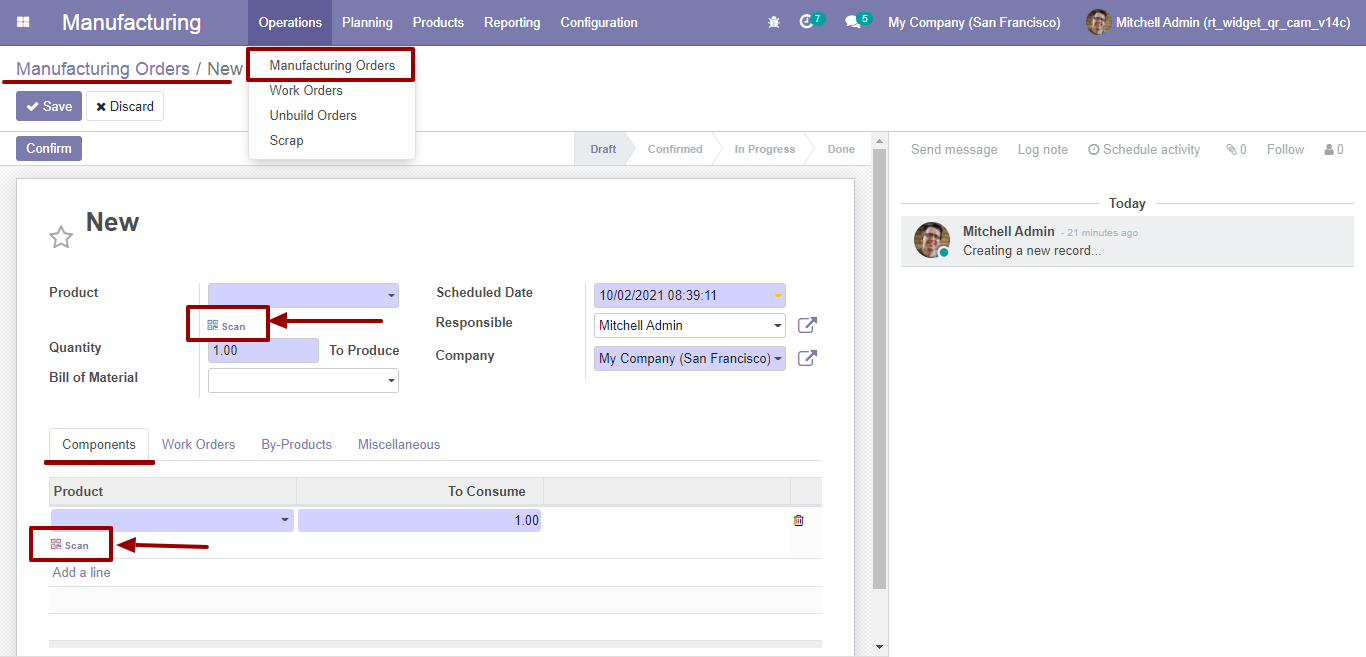 Manufacturing Operations Planning Products Reporting Configuration 7 5 My Company (San Francisco) Mitchell Admin (rt_widget_qr_cam_v14c)
Manufacturing Orders / New
Manufacturing Orders
Work Orders
Unbuild Orders
Scrap
Save Discard
Confirm Draft Confirmed In Progress Done
Send message Log note Schedule activity 0 Follow 0
New
Product
Scan
Quantity 1.00 To Produce
Bill of Material
Scheduled Date 10/02/2021 08:39:11
Responsible Mitchell Admin
Company My Company (San Francisco)
Components Work Orders By-Products Miscellaneous
Product To Consume
1.00
Scan
Add a line
Today
Mitchell Admin - 21 minutes ago
Creating a new record...